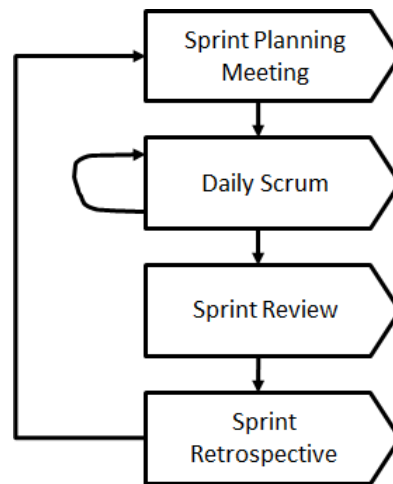 Sprint Planning
Meeting
Daily Scrum
Sprint Review
Sprint
Retrospective